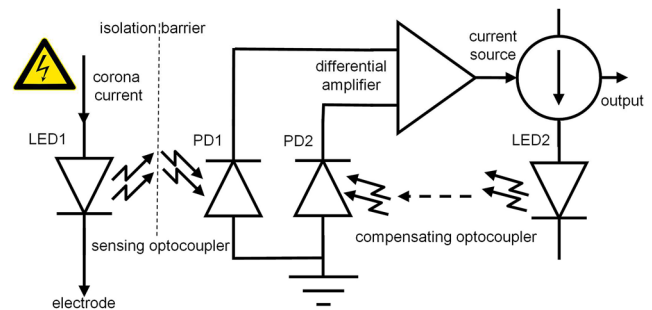 isolation barrier
corona
current
LED1
PD1
PD2
differential
amplifier
current
source
output
LED2
sensing optocoupler
compensating optocoupler
electrode